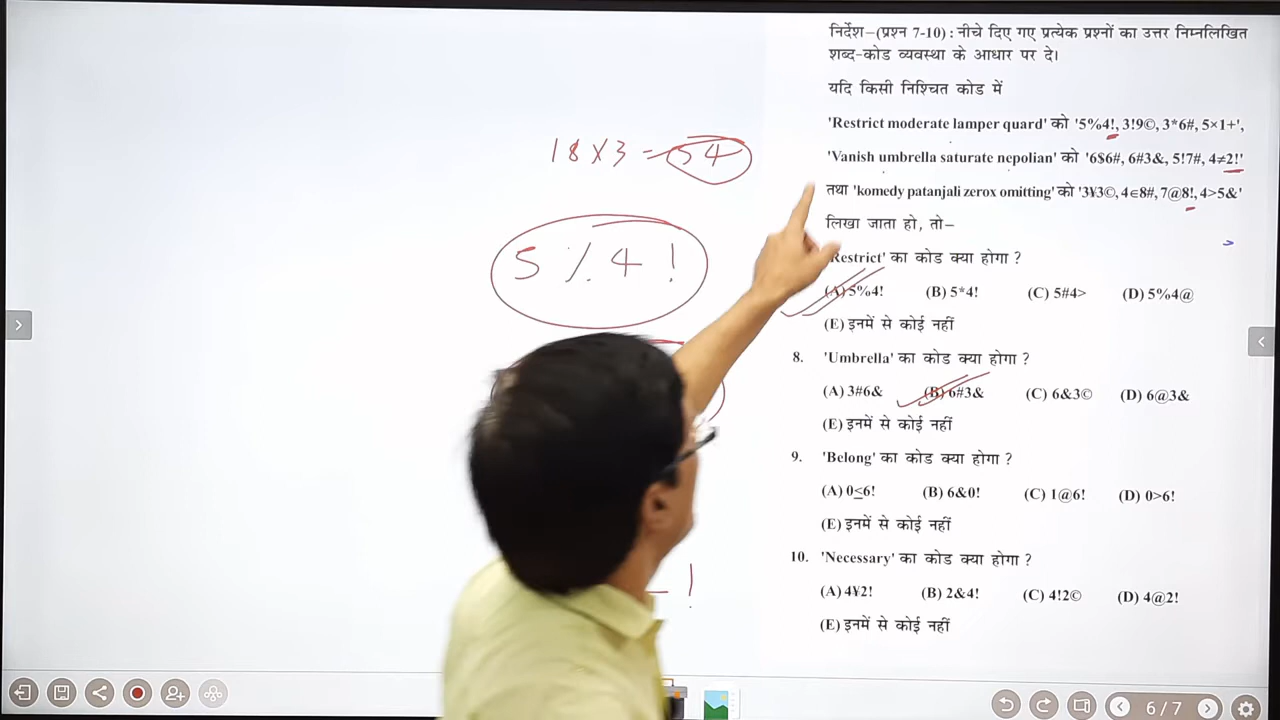 निर्देश–(प्रश्न 7-10) : नीचे दिए गए प्रत्येक प्रश्नों का उत्तर निम्नलिखित
शब्द-कोड व्यवस्था के आधार पर दे।
यदि किसी निश्चित कोड में
'Restrict moderate lamper quard' को '5%4!, 3!9©, 3*6#, 5×1+',
'Vanish umbrella saturate nepolian' को '6$6#, 6#3&, 5!7#, 4≠2!'
तथा 'komedy patanjali zerox omitting' को '3¥3©, 4∈8#, 7@8!, 4>5&'
लिखा जाता हो, तो–
Restrict' का कोड क्या होगा ?
(A) 5%4! (B) 5*4! (C) 5#4> (D) 5%4@
(E) इनमें से कोई नहीं
8. 'Umbrella' का कोड क्या होगा ?
(A) 3#6& (B) 6#3& (C) 6&3© (D) 6@3&
(E) इनमें से कोई नहीं
9. 'Belong' का कोड क्या होगा ?
(A) 0≤6! (B) 6&0! (C) 1@6! (D) 0>6!
(E) इनमें से कोई नहीं
10. 'Necessary' का कोड क्या होगा ?
(A) 4¥2! (B) 2&4! (C) 4!2© (D) 4@2!
(E) इनमें से कोई नहीं
18×3=54
5 % 4 !
!
6/7